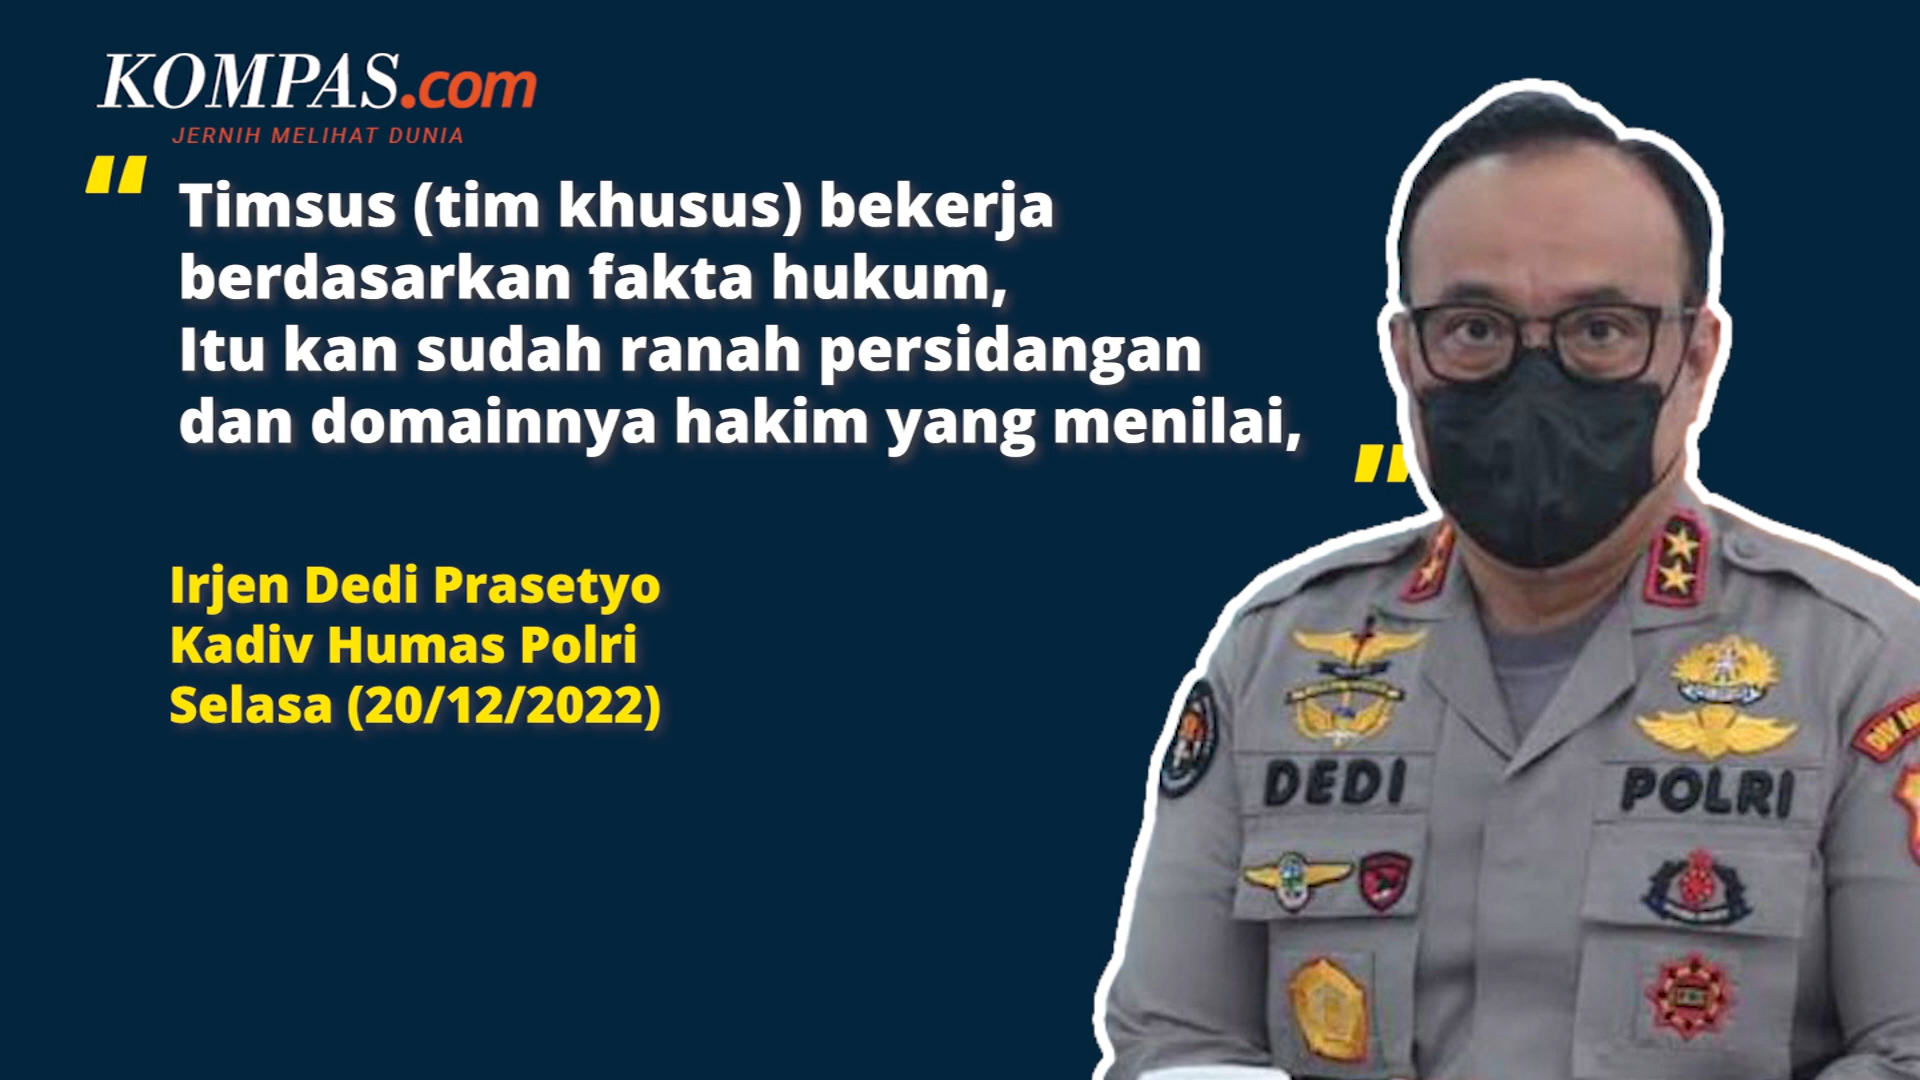 KOMPAS.com
JERNIH MELIHAT DUNIA
“
Timsus (tim khusus) bekerja
berdasarkan fakta hukum,
Itu kan sudah ranah persidangan
dan domainnya hakim yang menilai,
”
Irjen Dedi Prasetyo
Kadiv Humas Polri
Selasa (20/12/2022)
DEDI
POLRI
DIV